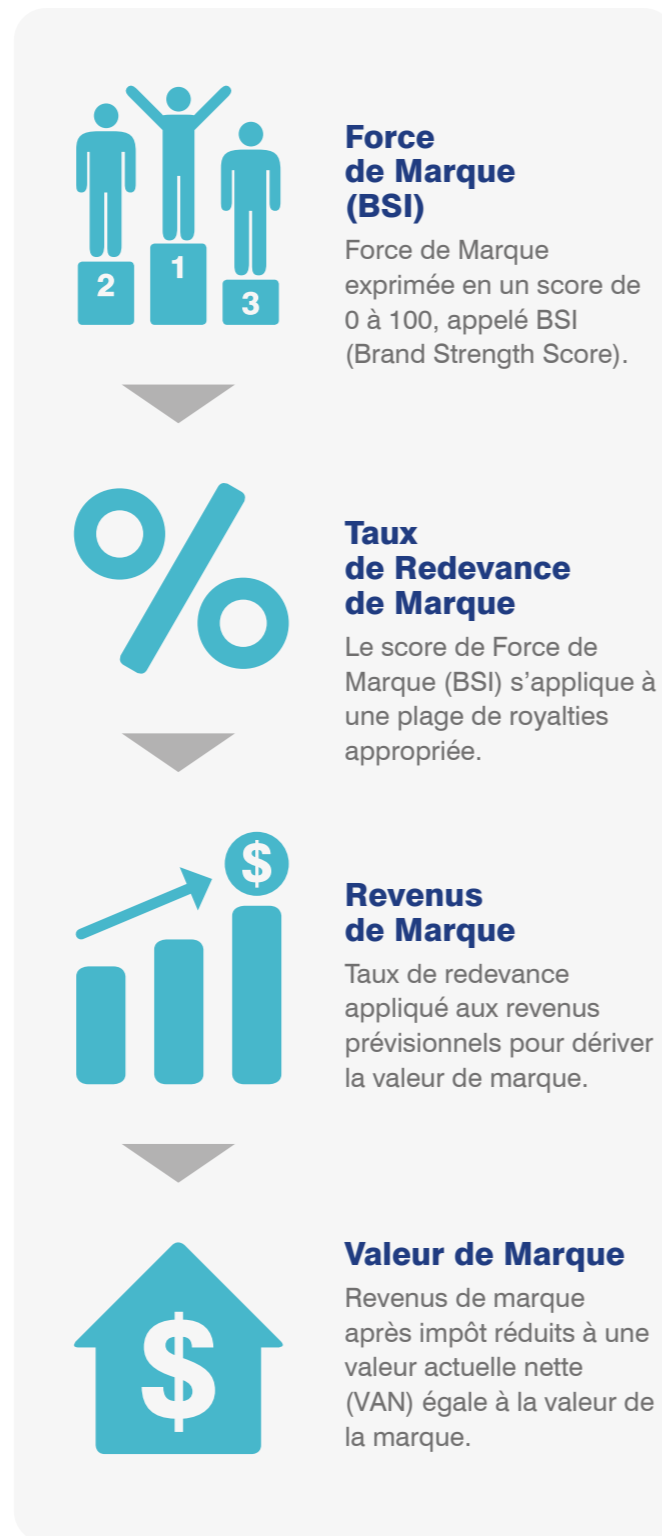 2
1
3
Force
de Marque
(BSI)
Force de Marque
exprimée en un score de
0 à 100, appelé BSI
(Brand Strength Score).
%
Taux
de Redevance
de Marque
Le score de Force de
Marque (BSI) s’applique à
une plage de royalties
appropriée.
$
Revenus
de Marque
Taux de redevance
appliqué aux revenus
prévisionnels pour dériver
la valeur de marque.
$
Valeur de Marque
Revenus de marque
après impôt réduits à une
valeur actuelle nette
(VAN) égale à la valeur de
la marque.